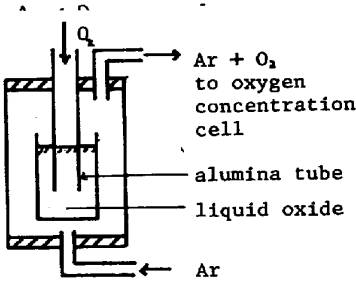 O₂
Ar + O₂
to oxygen
concentration
cell
alumina tube
liquid oxide
Ar